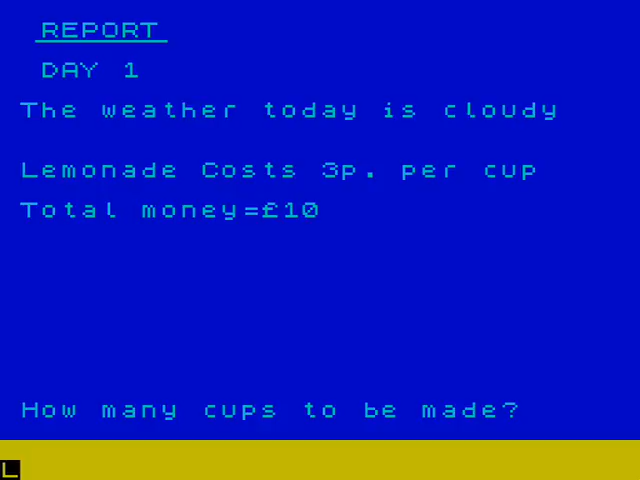 REPORT
DAY 1
The weather today is cloudy
Lemonade Costs 3p. per cup
Total money=£10
How many cups to be made?
L